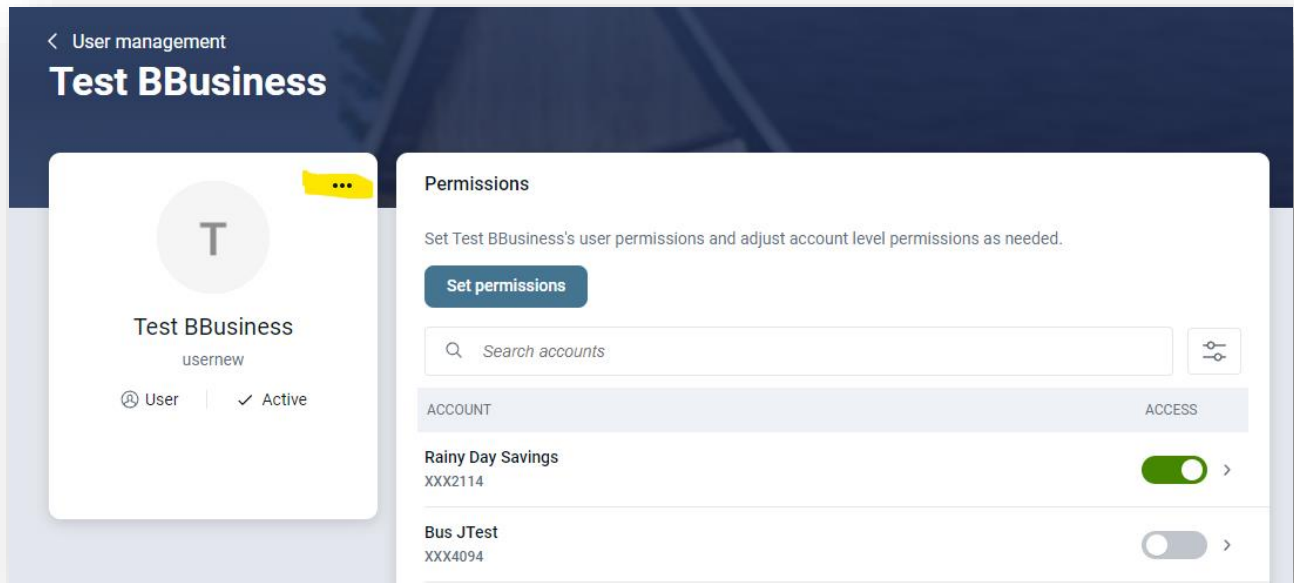 User management
Test BBusiness
T
Test BBusiness
usernew
User
Active
Permissions
Set Test BBusiness's user permissions and adjust account level permissions as needed.
Set permissions
Search accounts
ACCOUNT ACCESS
Rainy Day Savings
XXX2114
Bus JTest
XXX4094